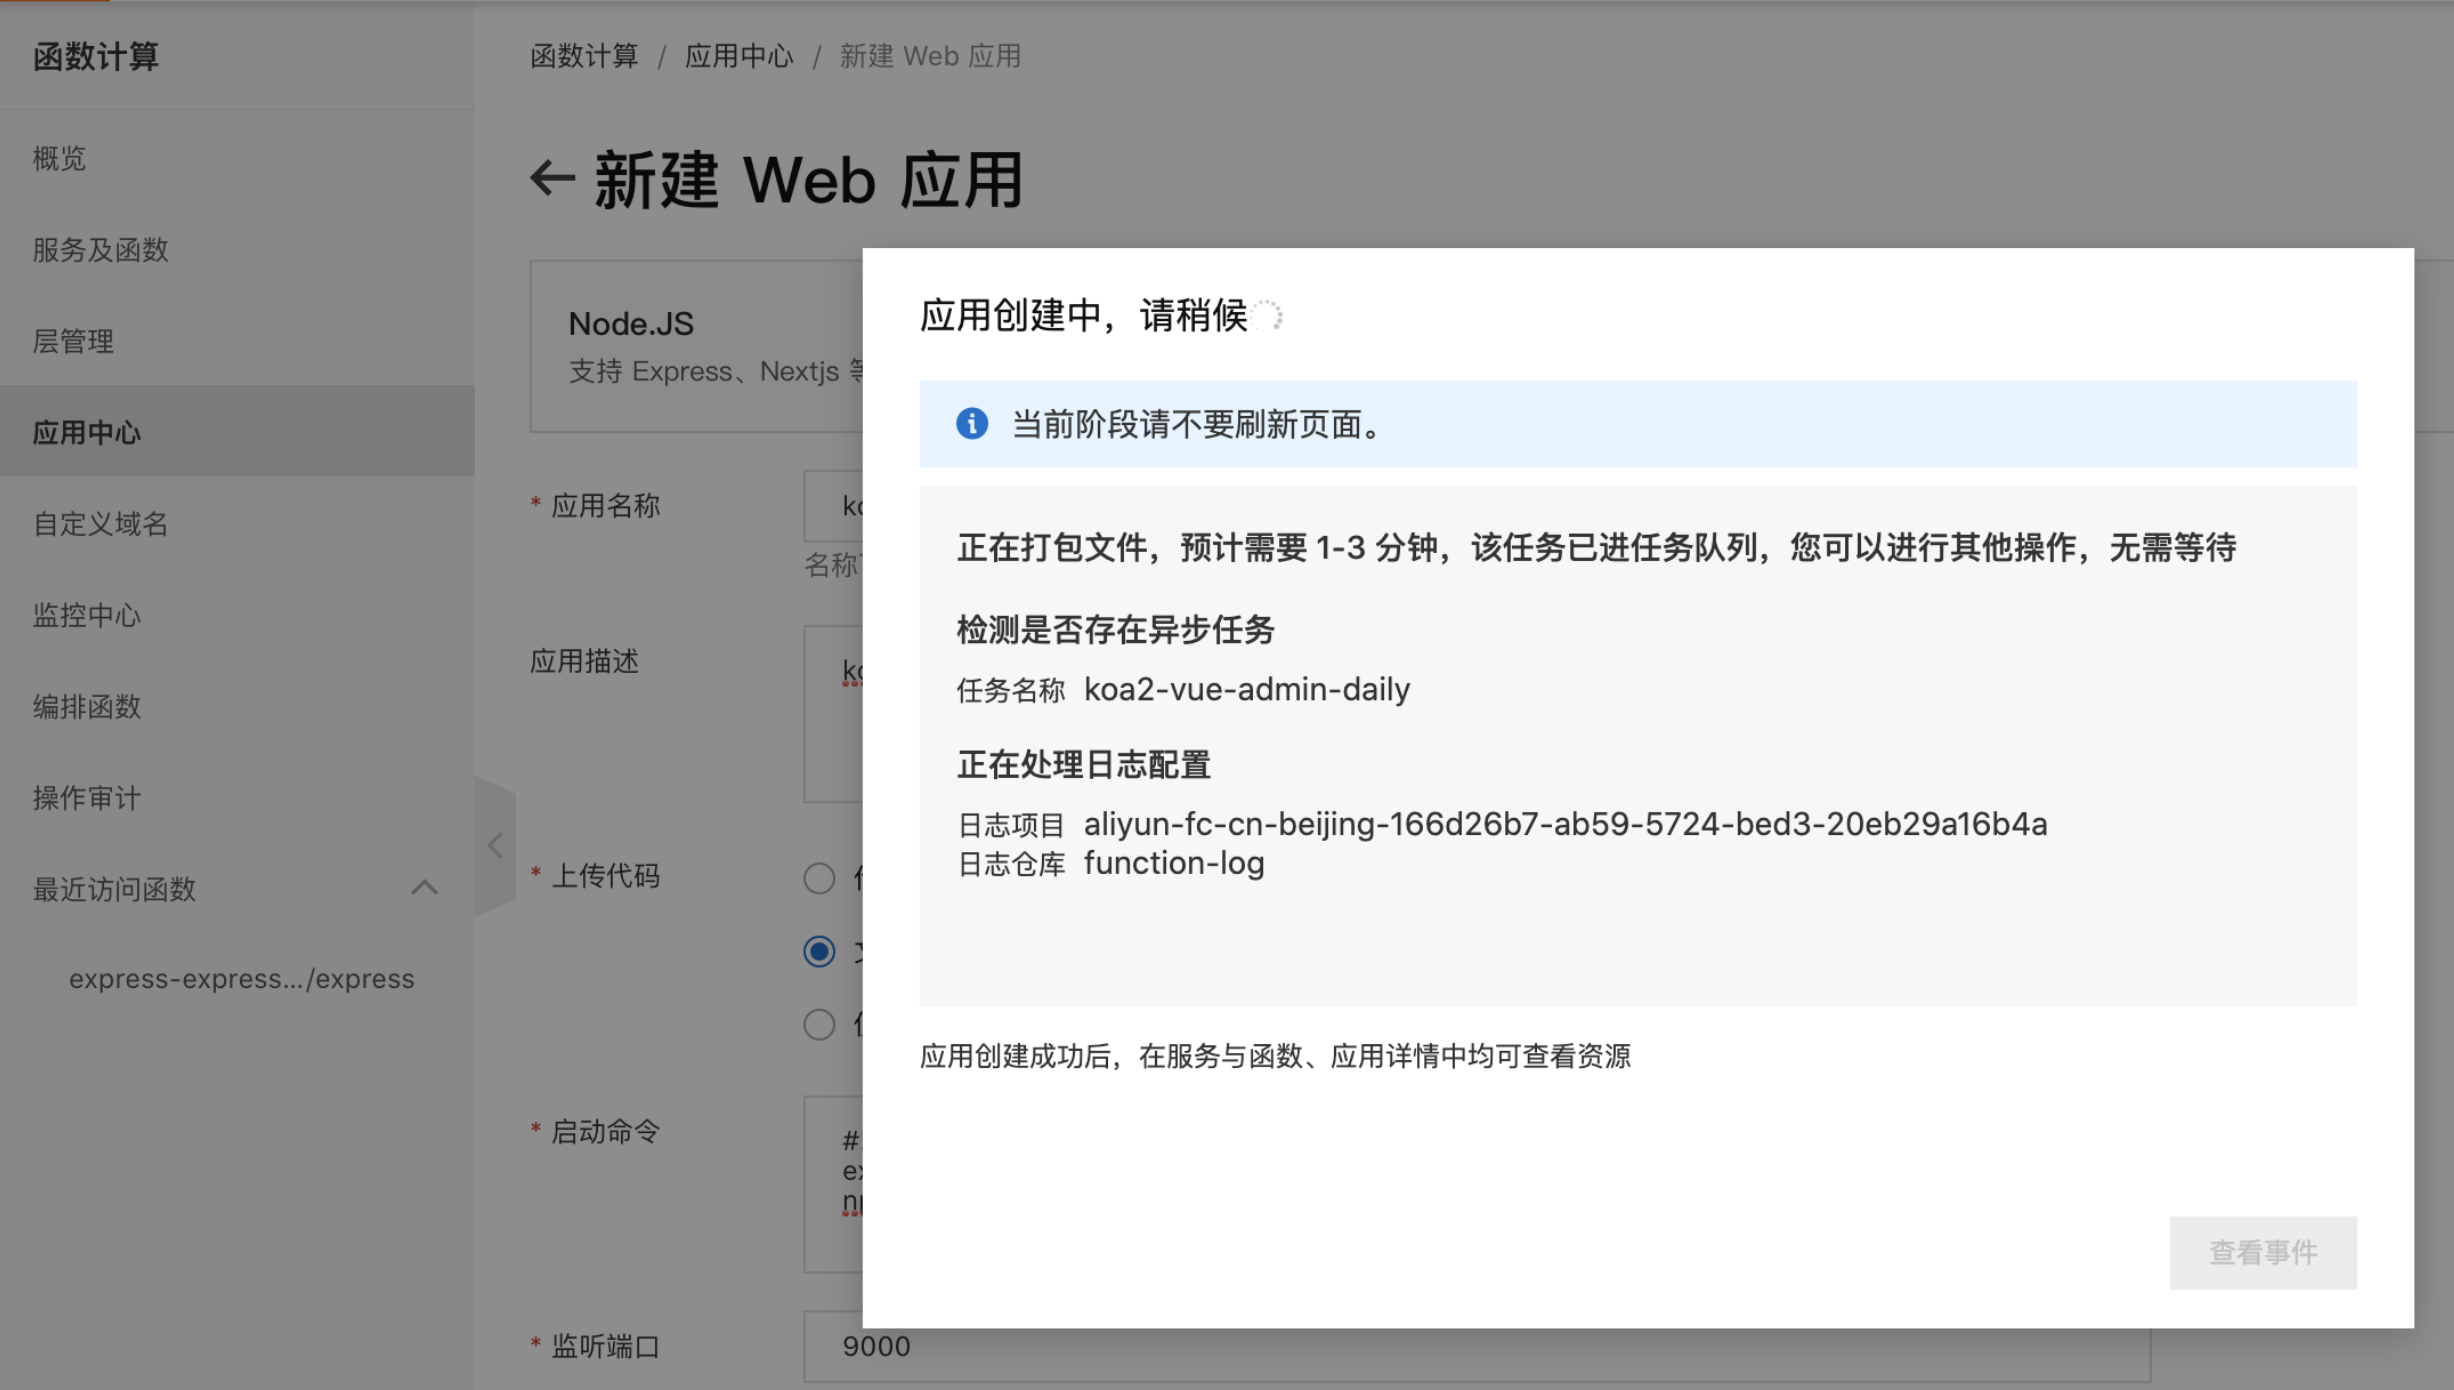 函数计算
概览
服务及函数
层管理
应用中心
自定义域名
监控中心
编排函数
操作审计
最近访问函数
express-express.../express
函数计算 / 应用中心 / 新建 Web 应用
新建 Web 应用
Node.JS
支持 Express、Nextjs
* 应用名称
名称
应用描述
* 上传代码
* 启动命令
#
* 监听端口
9000
应用创建中，请稍候
当前阶段请不要刷新页面。
正在打包文件，预计需要 1-3 分钟，该任务已进任务队列，您可以进行其他操作，无需等待
检测是否存在异步任务
任务名称 koa2-vue-admin-daily
正在处理日志配置
日志项目 aliyun-fc-cn-beijing-166d26b7-ab59-5724-bed3-20eb29a16b4a
日志仓库 function-log
应用创建成功后，在服务与函数、应用详情中均可查看资源
查看事件